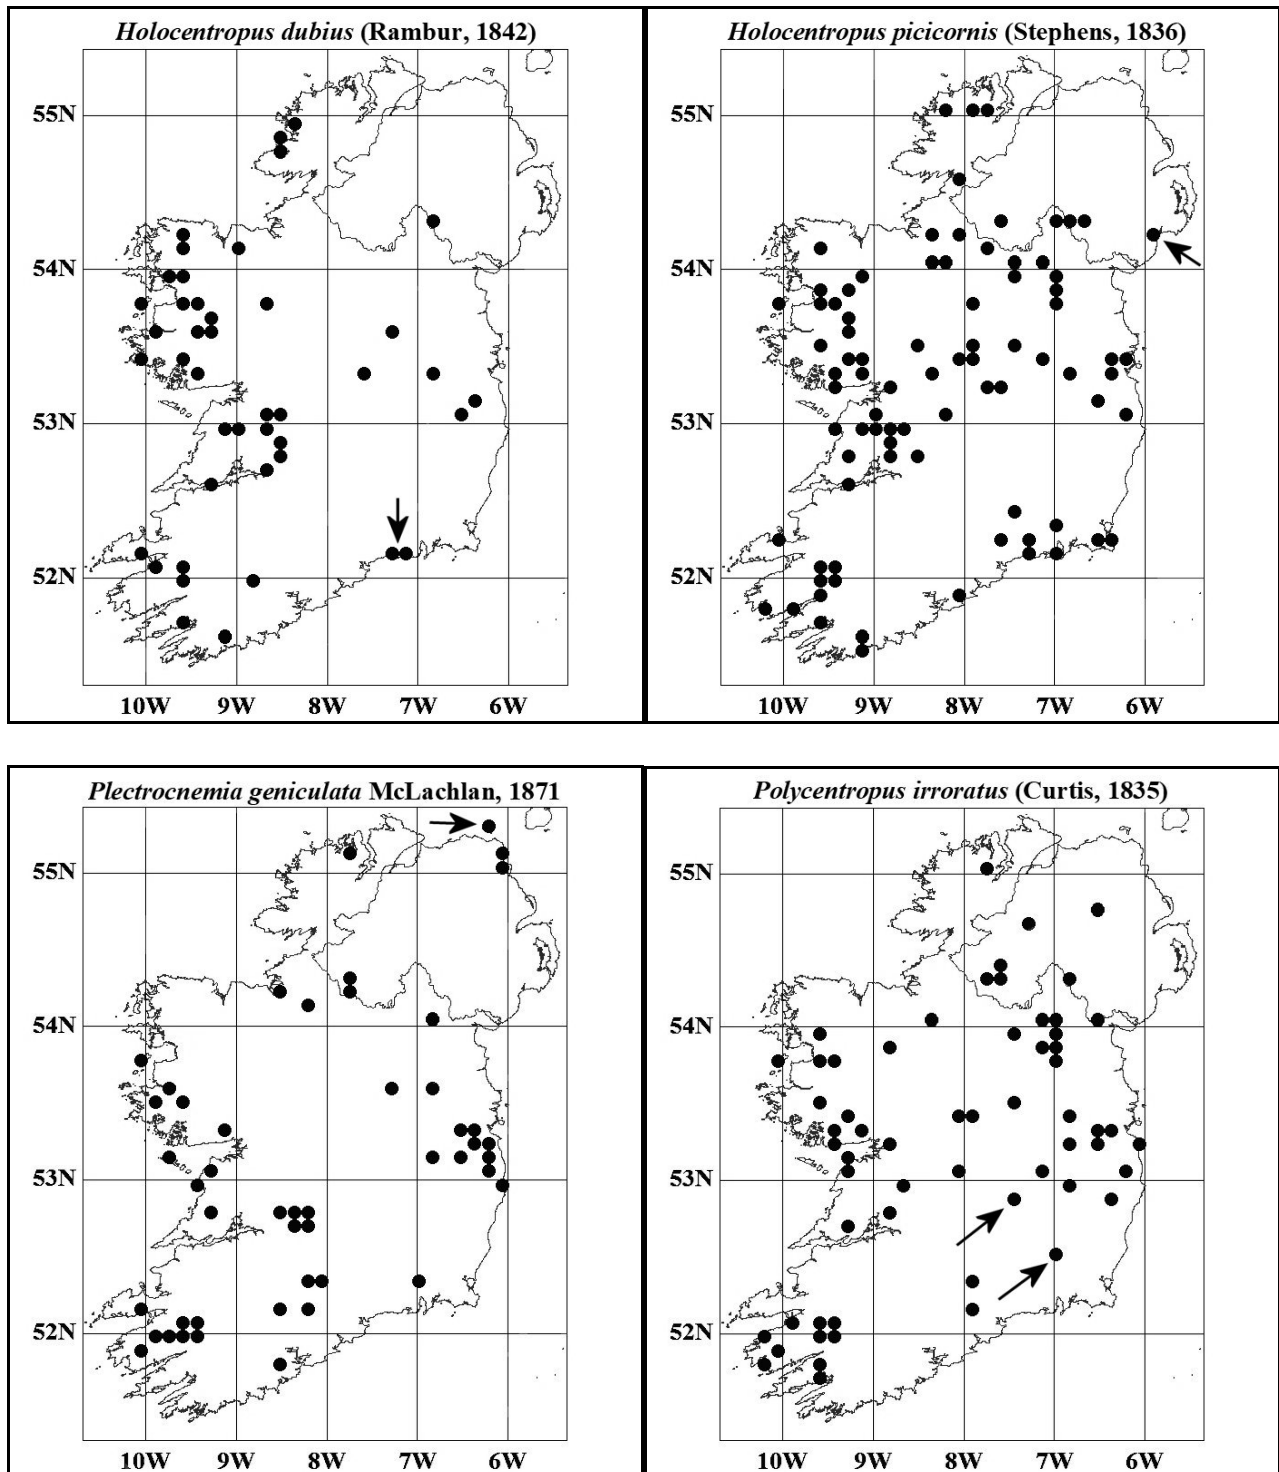 Holocentropus dubius (Rambur, 1842)
55N
54N
53N
52N
10W 9W 8W 7W 6W
Holocentropus picicornis (Stephens, 1836)
55N
54N
53N
52N
10W 9W 8W 7W 6W
Plectrocnemia geniculata McLachlan, 1871
55N
54N
53N
52N
10W 9W 8W 7W 6W
Polycentropus irroratus (Curtis, 1835)
55N
54N
53N
52N
10W 9W 8W 7W 6W